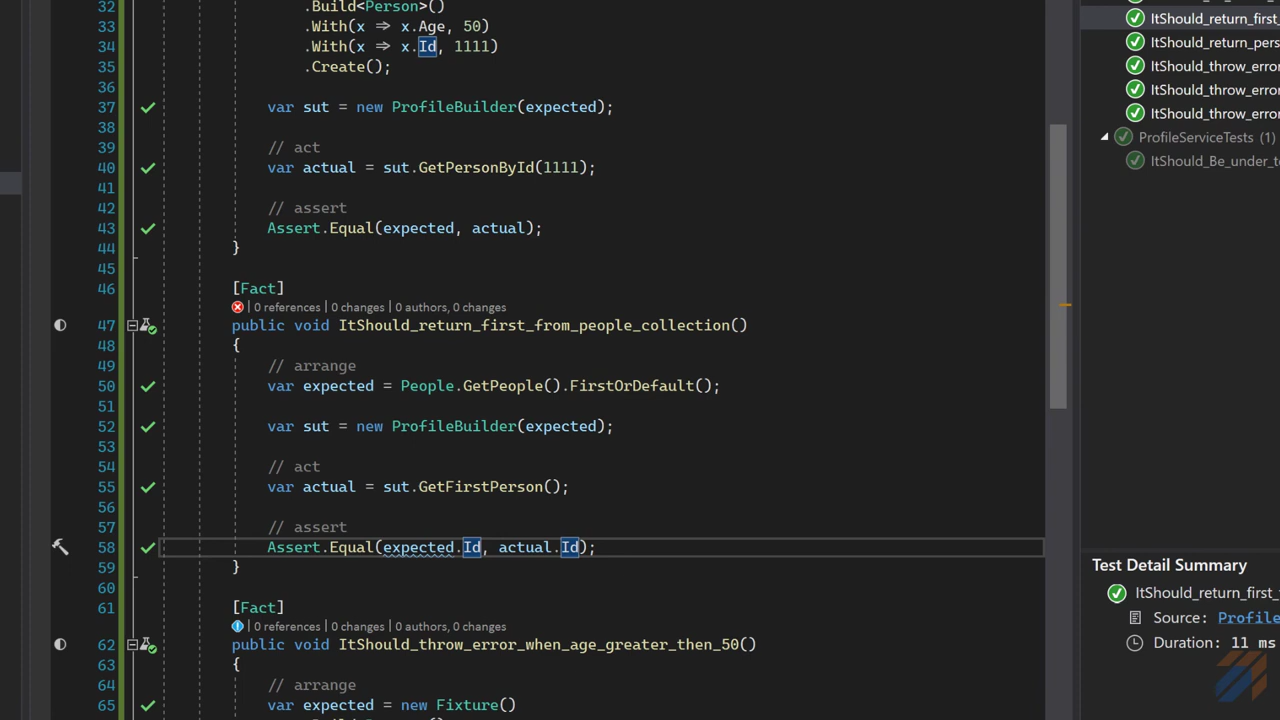 32 .Build<Person>()
33 .With(x => x.Age, 50)
34 .With(x => x.Id, 1111)
35 .Create();
36
37 var sut = new ProfileBuilder(expected);
38
39 // act
40 var actual = sut.GetPersonById(1111);
41
42 // assert
43 Assert.Equal(expected, actual);
44 }
45
46 [Fact]
0 references | 0 changes | 0 authors, 0 changes
47 public void ItShould_return_first_from_people_collection()
48 {
49 // arrange
50 var expected = People.GetPeople().FirstOrDefault();
51
52 var sut = new ProfileBuilder(expected);
53
54 // act
55 var actual = sut.GetFirstPerson();
56
57 // assert
58 Assert.Equal(expected.Id, actual.Id);
59 }
60
61 [Fact]
0 references | 0 changes | 0 authors, 0 changes
62 public void ItShould_throw_error_when_age_greater_then_50()
63 {
64 // arrange
65 var expected = new Fixture()
ItShould_return_first_
ItShould_return_pers
ItShould_throw_error
ItShould_throw_error
ItShould_throw_error
ProfileServiceTests (1)
ItShould_Be_under_t
Test Detail Summary
ItShould_return_first_
Source: Profile
Duration: 11 ms